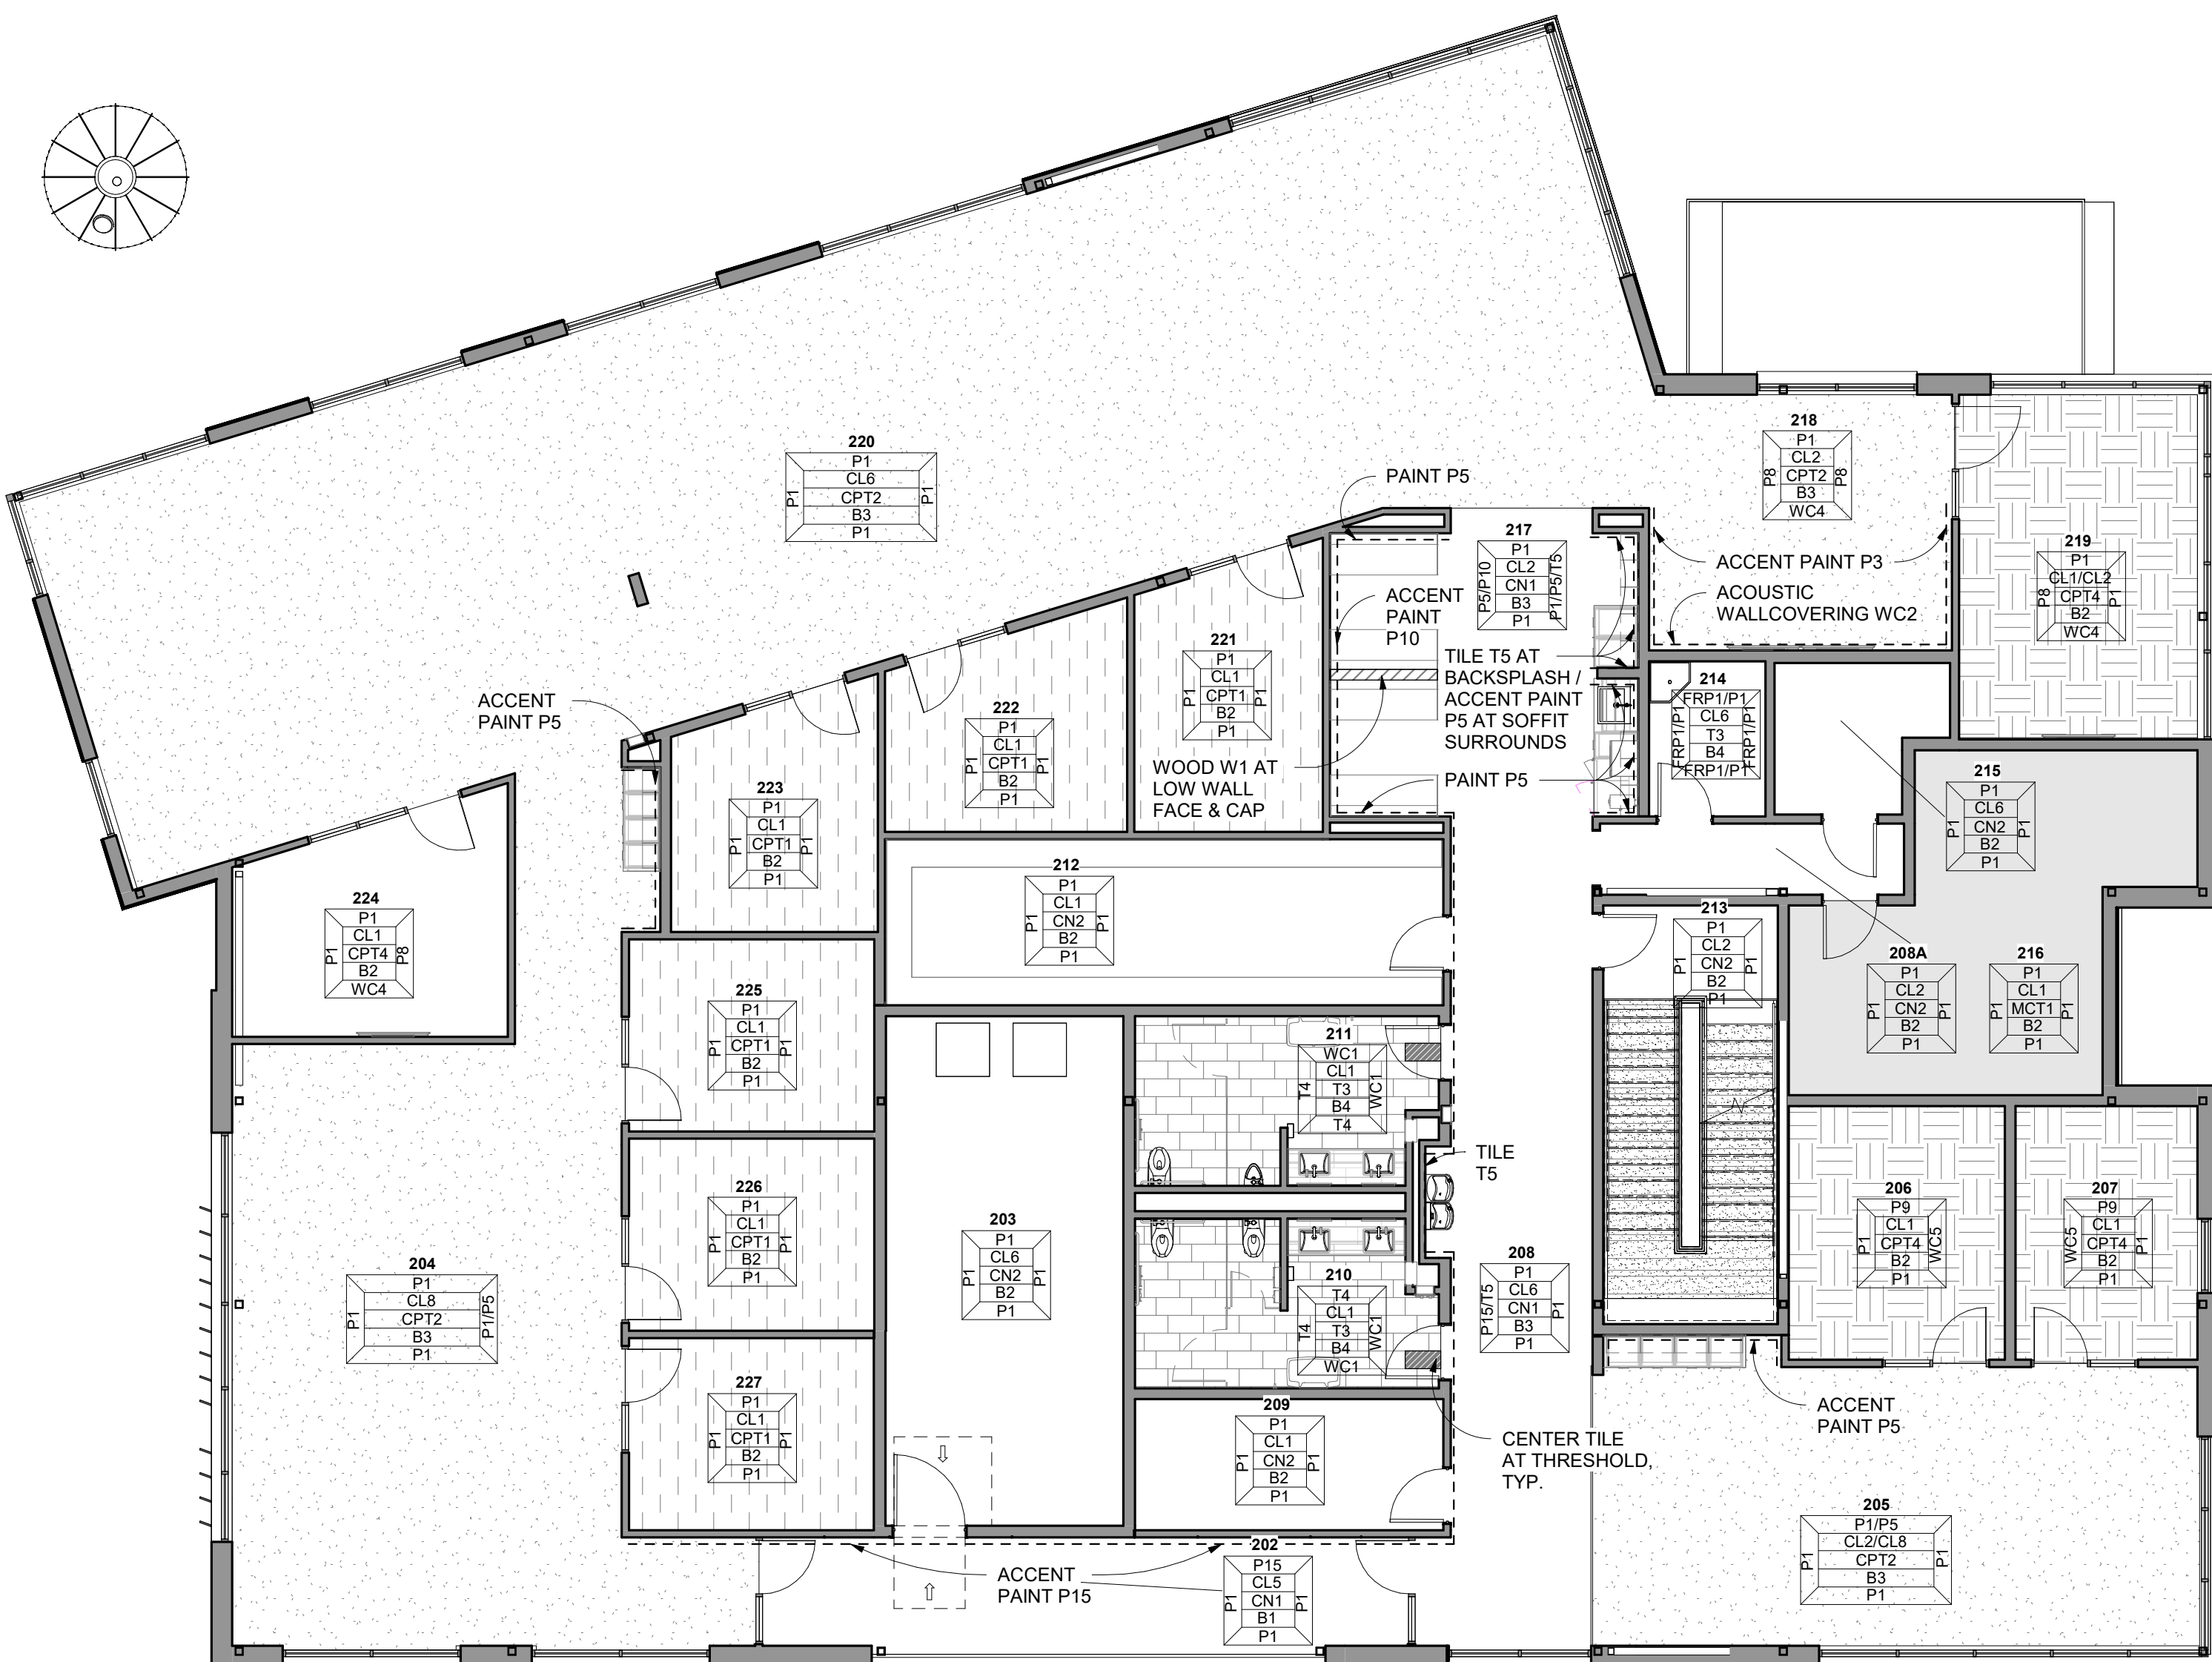 220
P1
CL6
CPT2
B3
P1
P1
P1
218
P1
CL2
CPT2
B3
WC4
P8
P8
PAINT P5
217
P1
CL2
CN1
B3
P1
P5/P10
P1/P5/T5
ACCENT PAINT P3
ACOUSTIC
WALLCOVERING WC2
219
P1
CL1/CL2
CPT4
B2
WC4
P8
P1
ACCENT
PAINT
P10
TILE T5 AT
BACKSPLASH /
ACCENT PAINT
P5 AT SOFFIT
SURROUNDS
221
P1
CL1
CPT1
B2
P1
P1
P1
214
FRP1/P1
CL6
T3
B4
FRP1/P1
FRP1/P1
FRP1/P1
ACCENT
PAINT P5
222
P1
CL1
CPT1
B2
P1
P1
P1
WOOD W1 AT
LOW WALL
FACE & CAP
PAINT P5
223
P1
CL1
CPT1
B2
P1
P1
P1
215
P1
CL6
CN2
B2
P1
P1
P1
212
P1
CL1
CN2
B2
P1
P1
P1
224
P1
CL1
CPT4
B2
WC4
P1
P8
213
P1
CL2
CN2
B2
P1
P1
P1
208A
P1
CL2
CN2
B2
P1
P1
P1
216
P1
CL1
MCT1
B2
P1
P1
P1
225
P1
CL1
CPT1
B2
P1
P1
P1
211
WC1
CL1
T3
B4
T4
T4
WC1
TILE
T5
226
P1
CL1
CPT1
B2
P1
P1
P1
203
P1
CL6
CN2
B2
P1
P1
P1
206
P9
CL1
CPT4
B2
P1
P1
WC5
207
P9
CL1
CPT4
B2
P1
WC5
P1
204
P1
CL8
CPT2
B3
P1
P1
P1/P5
210
T4
CL1
T3
B4
WC1
T4
WC1
208
P1
CL6
CN1
B3
P1
P15/T5
P1
227
P1
CL1
CPT1
B2
P1
P1
P1
209
P1
CL1
CN2
B2
P1
P1
P1
CENTER TILE
AT THRESHOLD,
TYP.
ACCENT
PAINT P5
205
P1/P5
CL2/CL8
CPT2
B3
P1
P1
P1
ACCENT
PAINT P15
202
P15
CL5
CN1
B1
P1
P1
P1